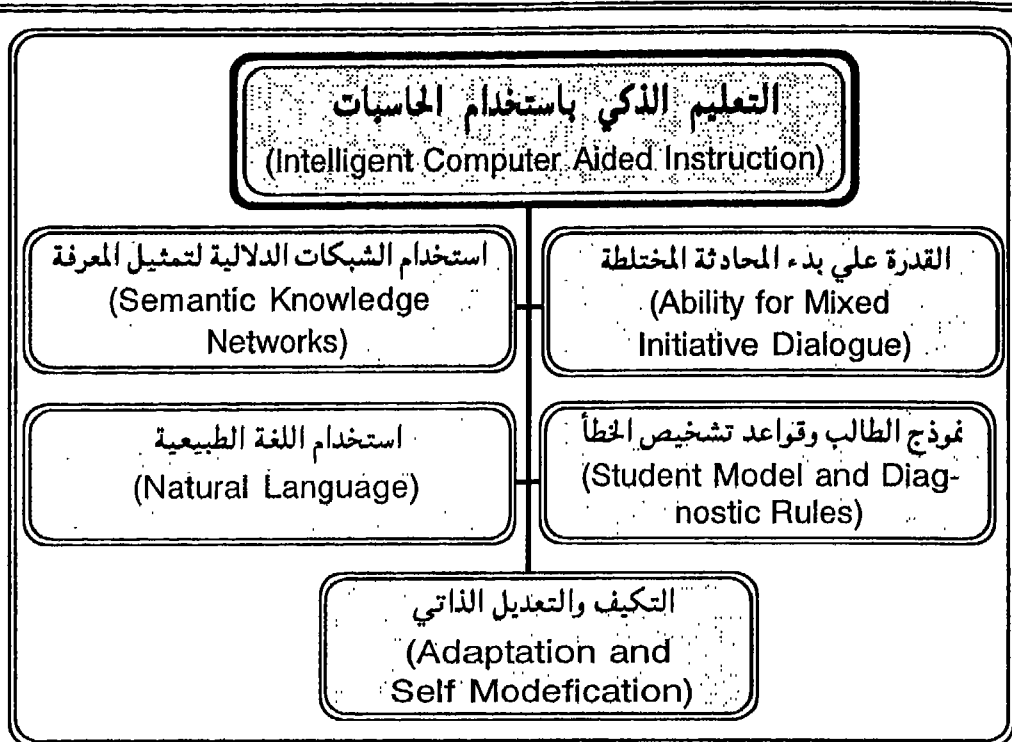 التعليم الذكي باستخدام الحاسبات
(Intelligent Computer Aided Instruction)
القدرة علي بدء المحادثة المختلطة
(Ability for Mixed
Initiative Dialogue)
استخدام الشبكات الدلالية لتمثيل المعرفة
(Semantic Knowledge
Networks)
نموذج الطالب وقواعد تشخيص الخطأ
(Student Model and Diag-
nostic Rules)
استخدام اللغة الطبيعية
(Natural Language)
التكيف والتعديل الذاتي
(Adaptation and
Self Modefication)